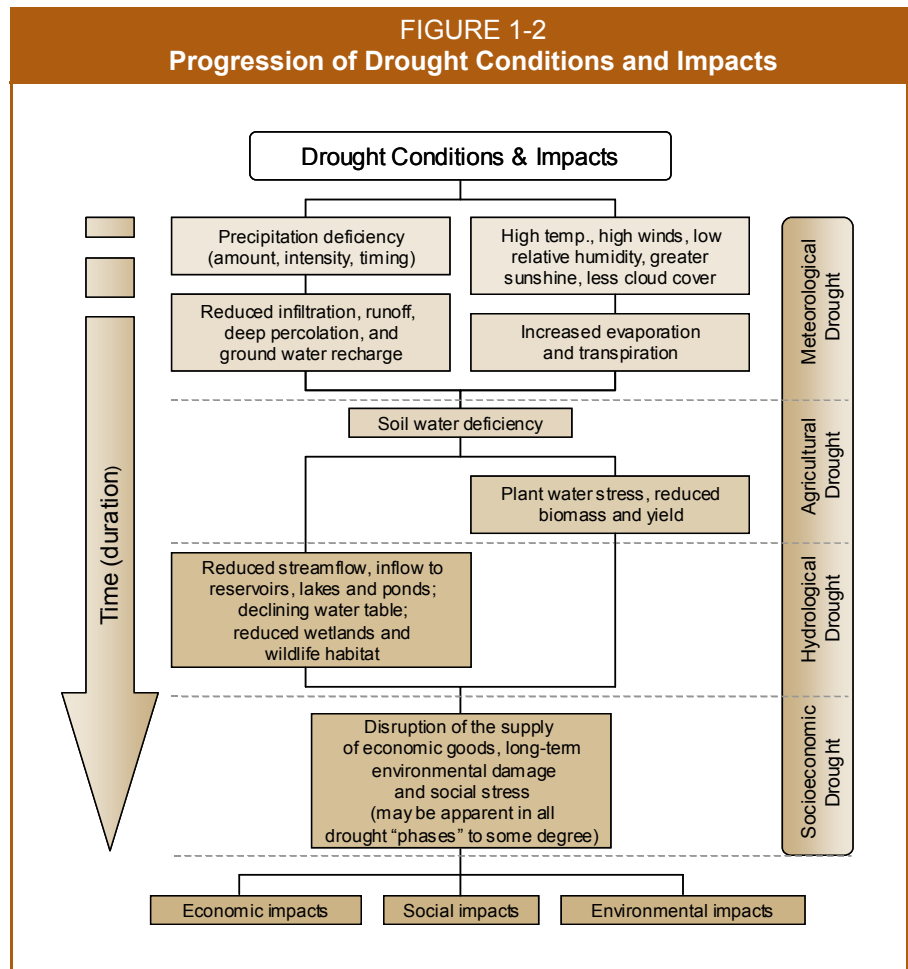 FIGURE 1-2
Progression of Drought Conditions and Impacts
Drought Conditions & Impacts
Precipitation deficiency
(amount, intensity, timing)
High temp., high winds, low
relative humidity, greater
sunshine, less cloud cover
Reduced infiltration, runoff,
deep percolation, and
ground water recharge
Increased evaporation
and transpiration
Meteorological
Drought
Soil water deficiency
Plant water stress, reduced
biomass and yield
Agricultural
Drought
Time (duration)
Reduced streamflow, inflow to
reservoirs, lakes and ponds;
declining water table;
reduced wetlands and
wildlife habitat
Hydrological
Drought
Disruption of the supply
of economic goods, long-term
environmental damage
and social stress
(may be apparent in all
drought “phases” to some degree)
Socioeconomic
Drought
Economic impacts
Social impacts
Environmental impacts